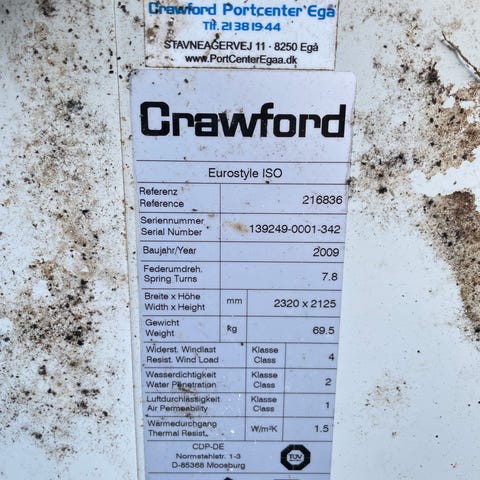 Crawford Portcenter Egå
Tlf. 21 38 19 44
STAVNEAGERVEJ 11 - 8250 Egå
www.PortCenterEgaa.dk
Crawford
Eurostyle ISO
Referenz
Reference 216836
Seriennummer
Serial Number 139249-0001-342
Baujahr/Year 2009
Federumdreh.
Spring Turns 7.8
Breite x Höhe
Width x Height mm 2320 x 2125
Gewicht
Weight kg 69.5
Widerst. Windlast Klasse
Resist. Wind Load Class 4
Wasserdichtigkeit Klasse
Water Penetration Class 2
Luftdurchlässigkeit Klasse
Air Permeability Class 1
Wärmedurchgang
Thermal Resist. W/m²K 1.5
CDP-DE
Normstahlstr. 1-3
D-85368 Moosburg
TÜV